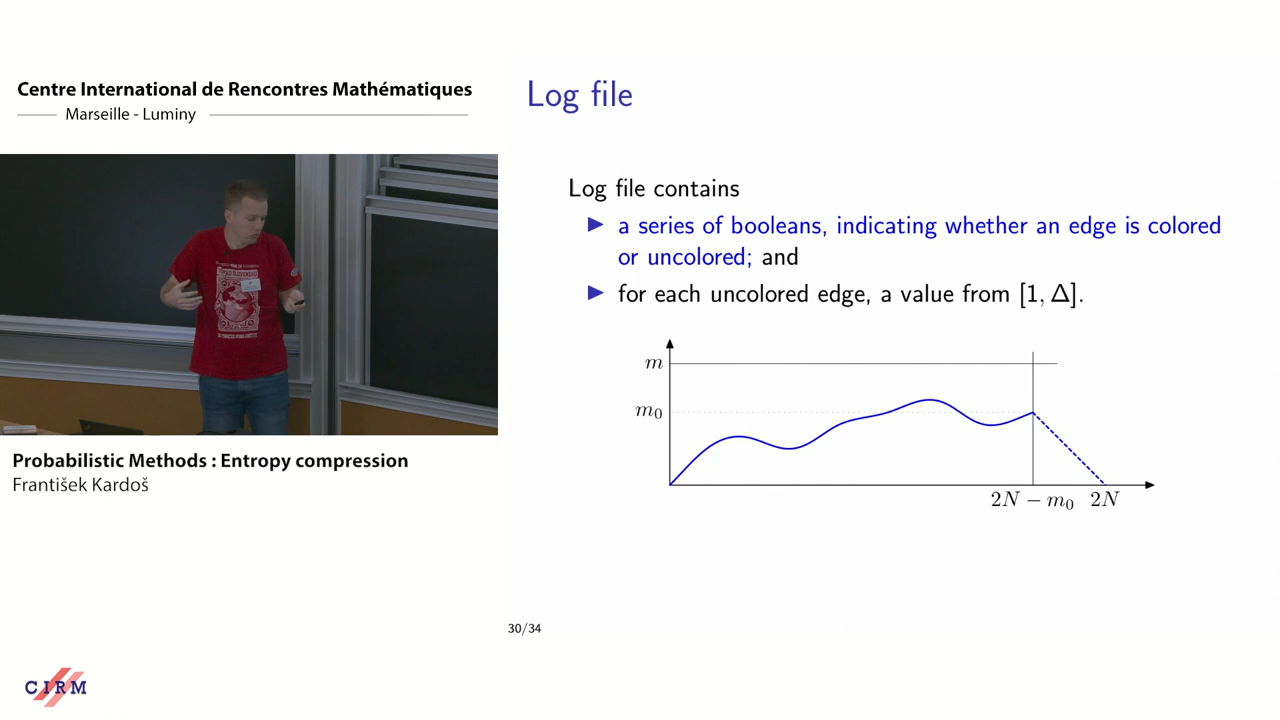 Centre International de Rencontres Mathématiques
Marseille - Luminy
Probabilistic Methods : Entropy compression
František Kardoš
CIRM
Log file
Log file contains
▶ a series of booleans, indicating whether an edge is colored
or uncolored; and
▶ for each uncolored edge, a value from [1, Δ].
m
m₀
2N − m₀ 2N
30/34